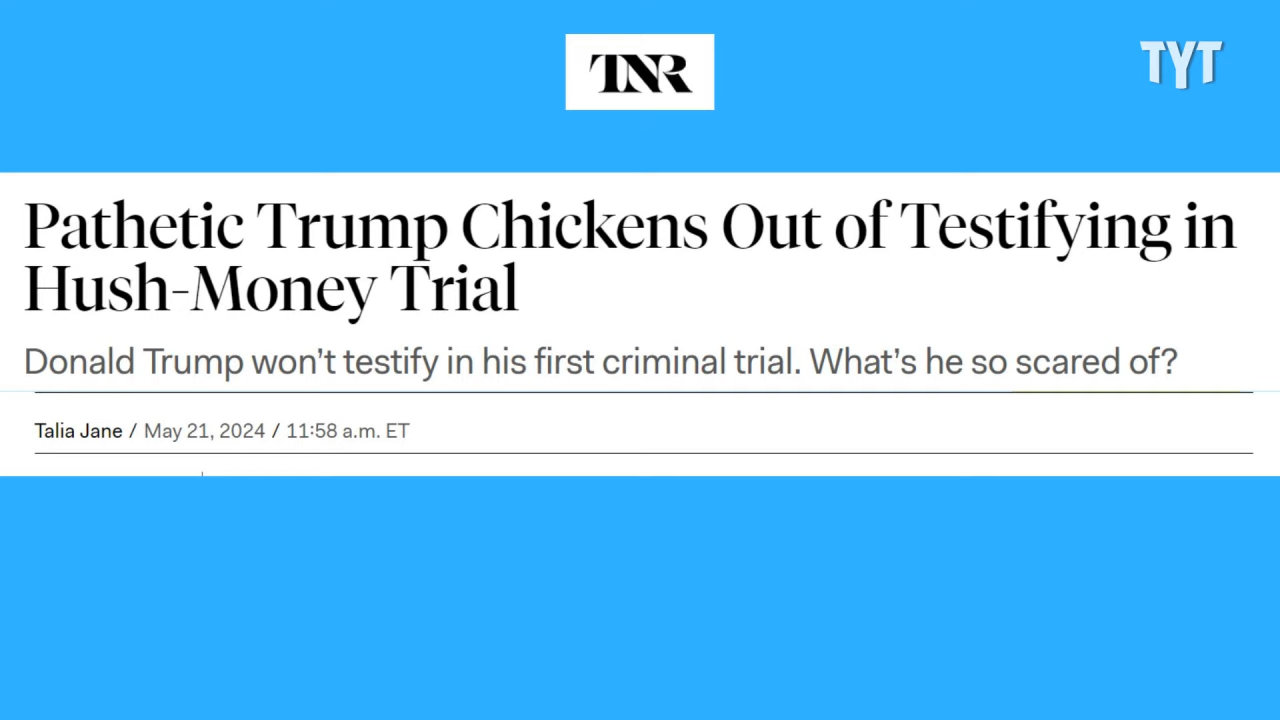 TNR
TYT
Pathetic Trump Chickens Out of Testifying in
Hush-Money Trial
Donald Trump won’t testify in his first criminal trial. What’s he so scared of?
Talia Jane / May 21, 2024 / 11:58 a.m. ET